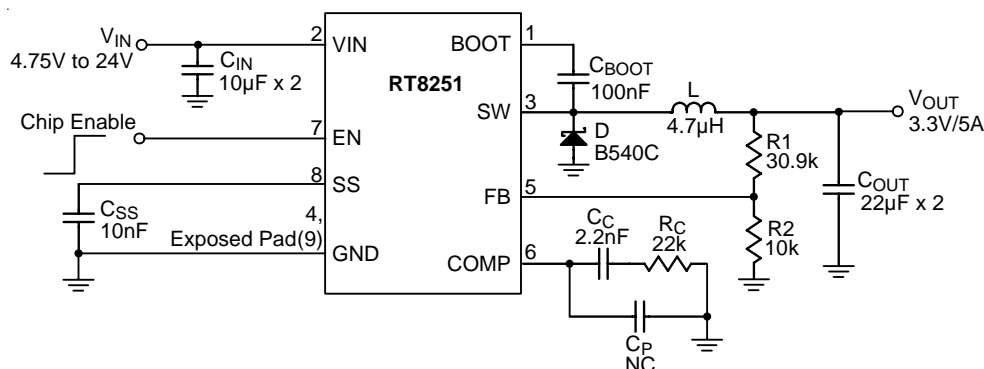 VIN
4.75V to 24V
CIN
10µF x 2
2
VIN
RT8251
BOOT
1
CBOOT
100nF
SW
3
L
4.7µH
VOUT
3.3V/5A
D
B540C
R1
30.9k
Chip Enable
7
EN
8
SS
CSS
10nF
4,
Exposed Pad(9)
GND
FB
5
COUT
22µF x 2
R2
10k
COMP
6
CC
2.2nF
RC
22k
CP
NC